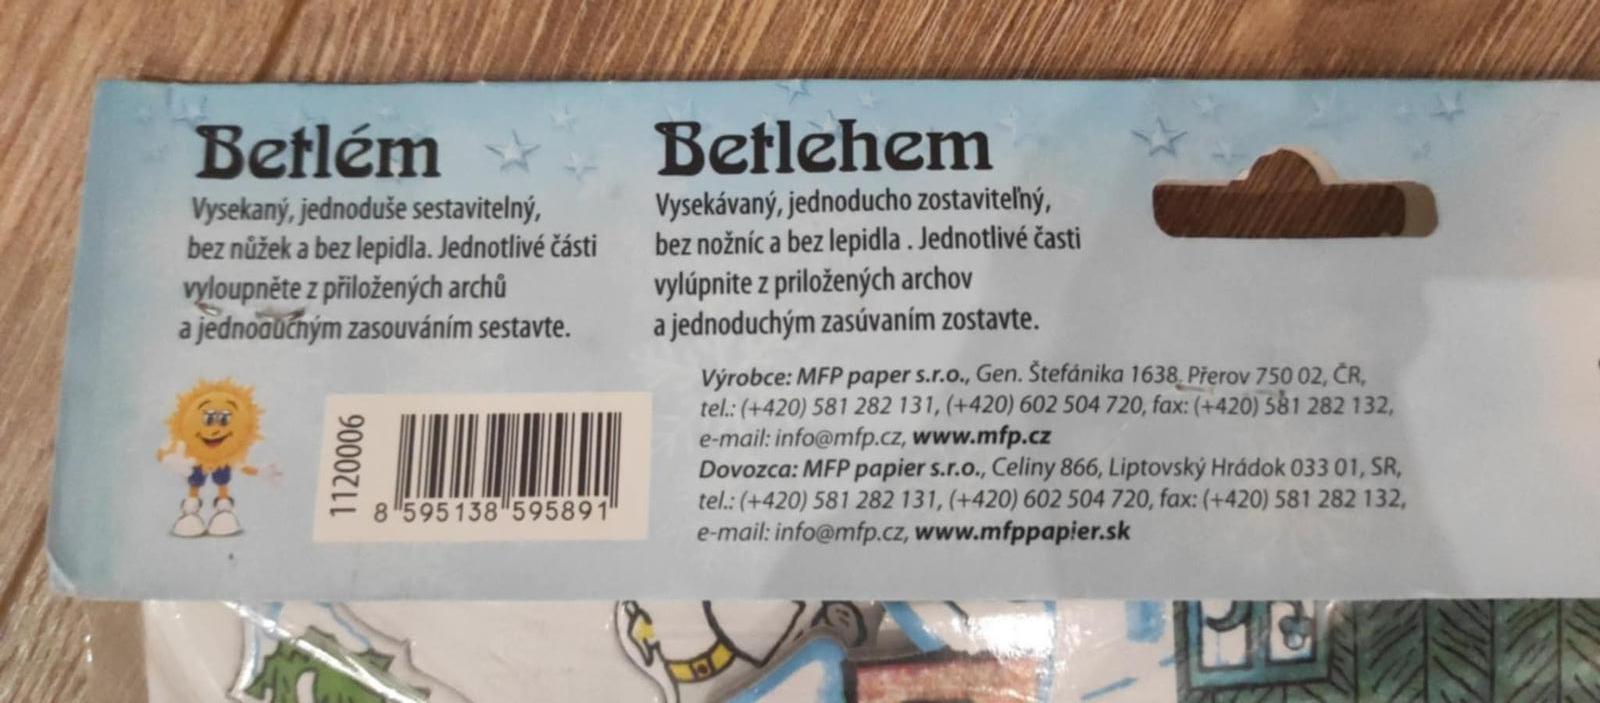 Betlém
Vysekaný, jednoduše sestavitelný,
bez nůžek a bez lepidla. Jednotlivé části
vyloupněte z přiložených archů
a jednoduchým zasouváním sestavte.
Betlehem
Vysekávaný, jednoducho zostaviteľný,
bez nožníc a bez lepidla . Jednotlivé časti
vylúpnite z priložených archov
a jednoduchým zasúvaním zostavte.
1120006
8 595138 595891
Výrobce: MFP paper s.r.o., Gen. Štefánika 1638, Přerov 750 02, ČR,
tel.: (+420) 581 282 131, (+420) 602 504 720, fax: (+420) 581 282 132,
e-mail: info@mfp.cz, www.mfp.cz
Dovozca: MFP papier s.r.o., Celiny 866, Liptovský Hrádok 033 01, SR,
tel.: (+420) 581 282 131, (+420) 602 504 720, fax: (+420) 581 282 132,
e-mail: info@mfp.cz, www.mfppapier.sk